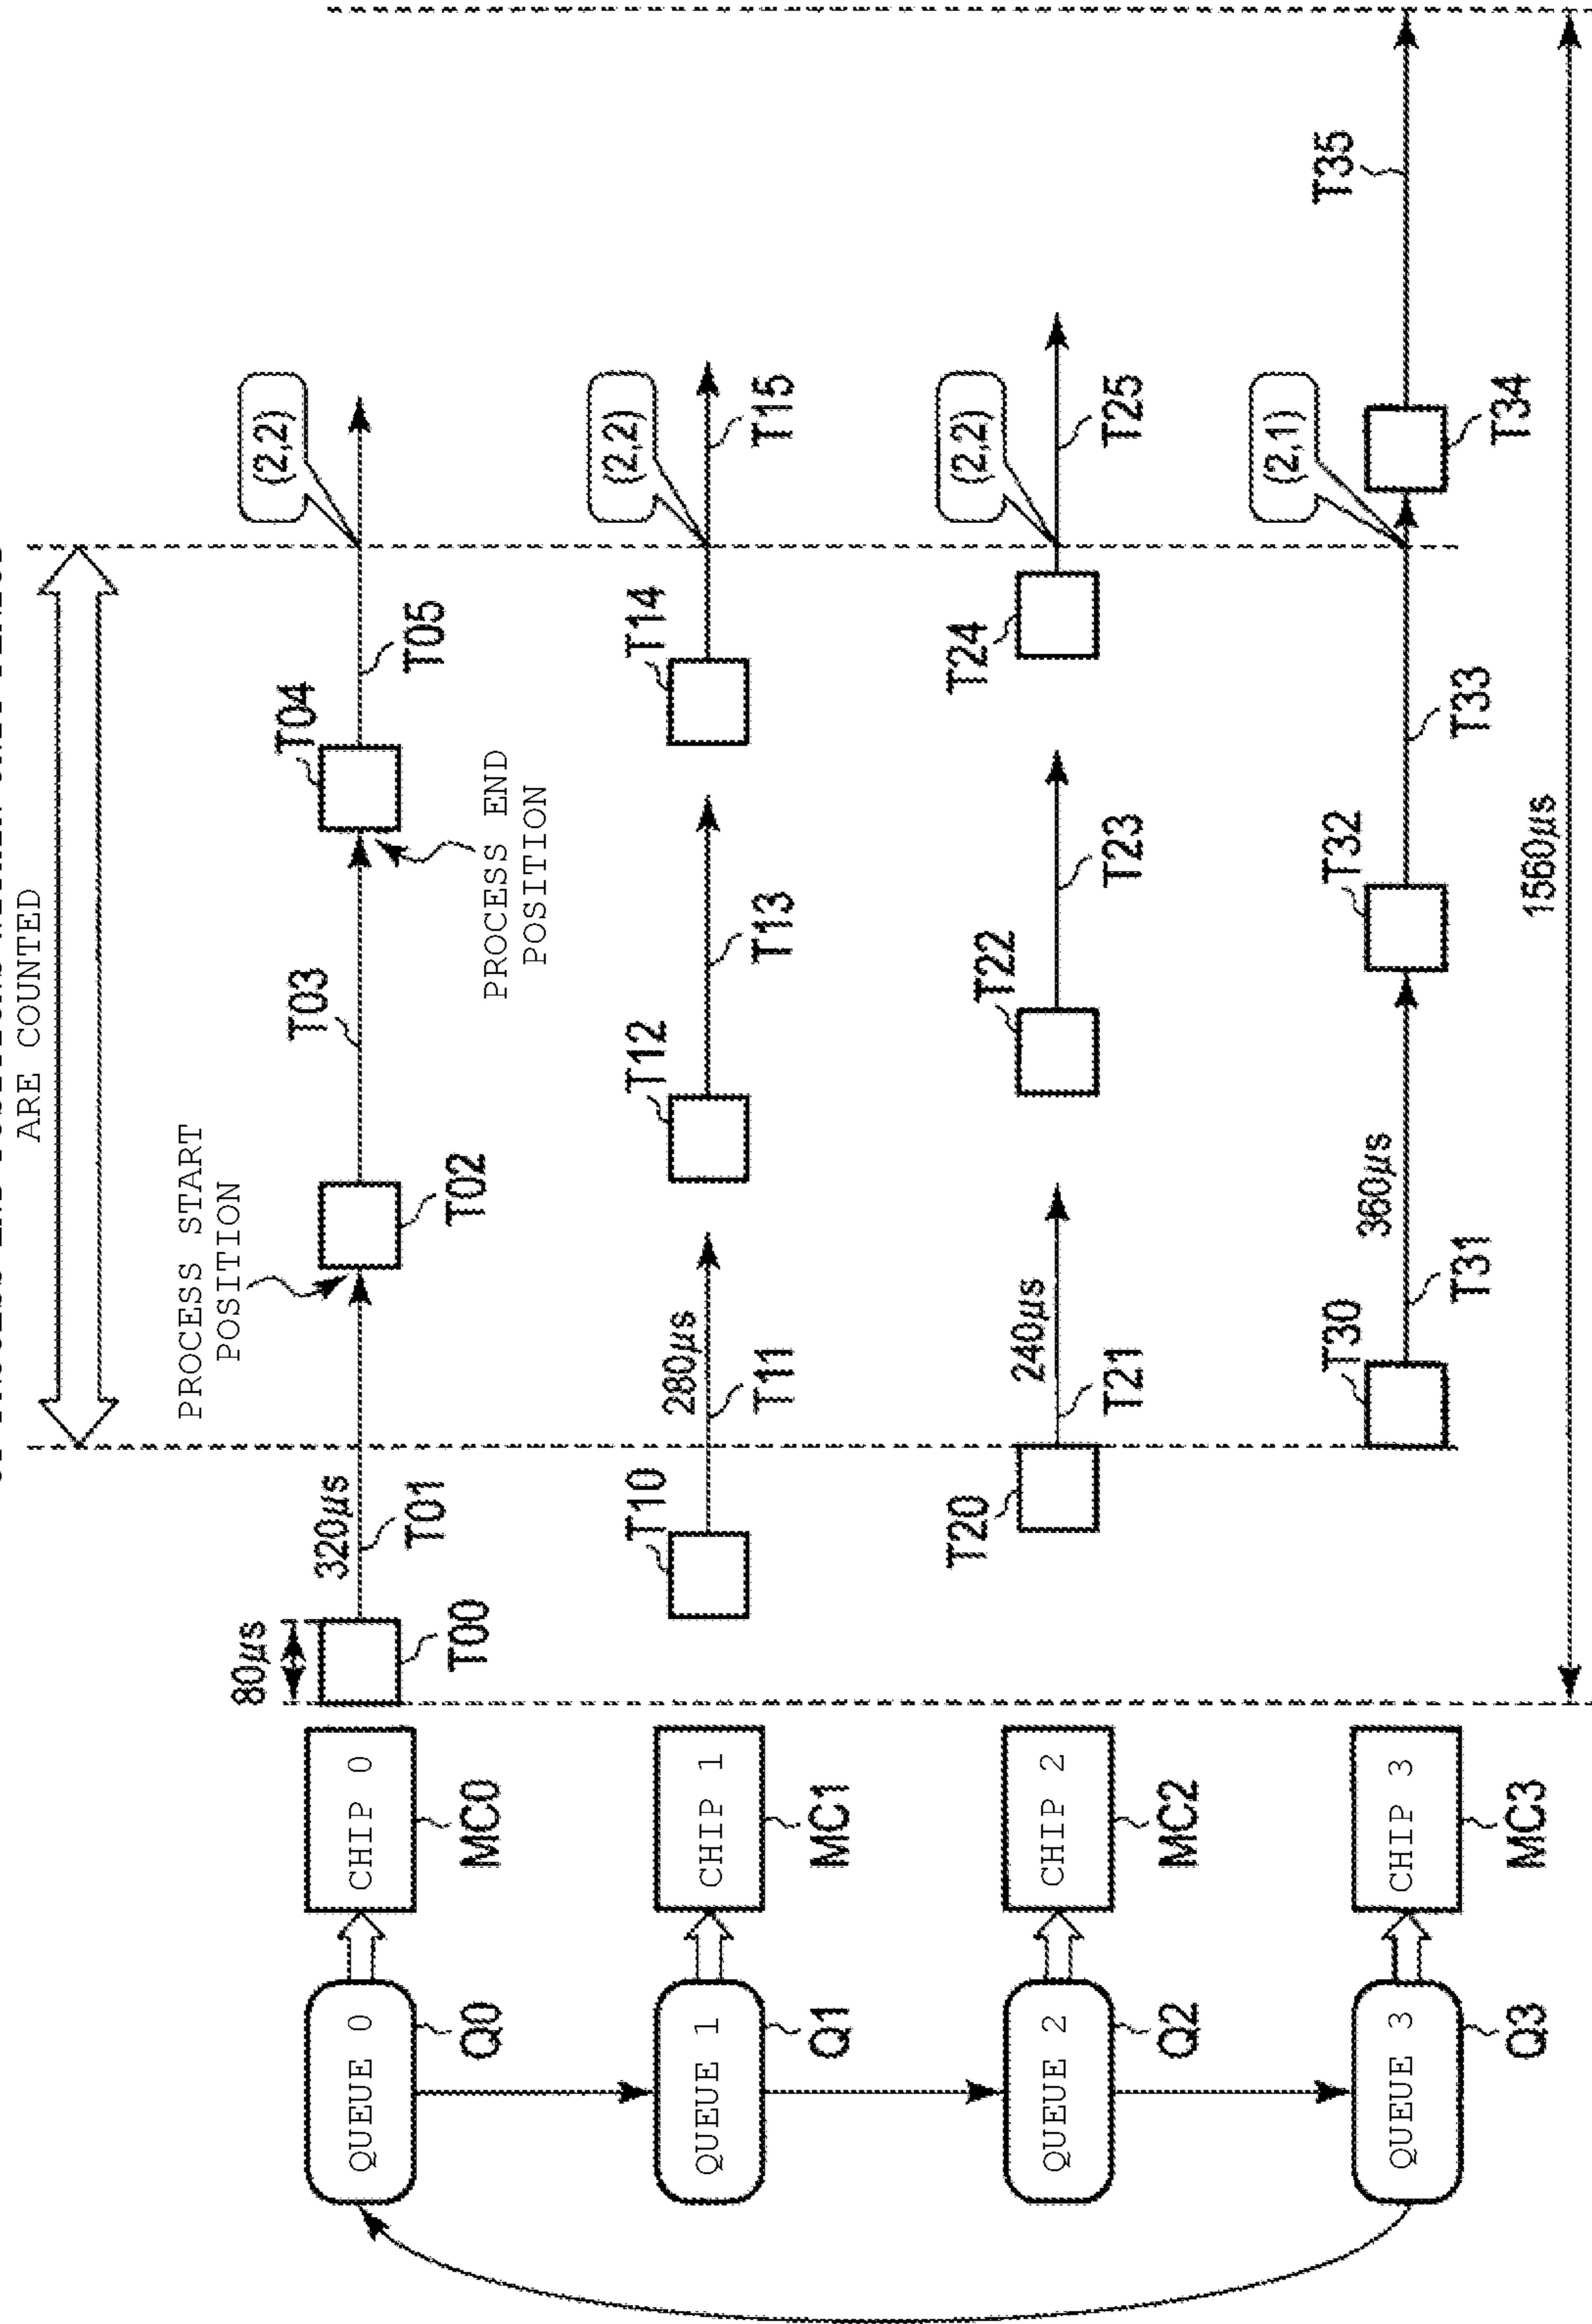 ARE COUNTED
PROCESS START
POSITION
80µs
320µs
T00
T01
T02
T03
T04
T05
(2,2)
PROCESS END
POSITION
QUEUE 0
Q0
CHIP 0
MC0
QUEUE 1
Q1
CHIP 1
MC1
T10
280µs
T11
T12
T13
T14
T15
(2,2)
QUEUE 2
Q2
CHIP 2
MC2
T20
240µs
T21
T22
T23
T24
T25
(2,2)
QUEUE 3
Q3
CHIP 3
MC3
T30
360µs
T31
T32
T33
(2,1)
T34
T35
1560µs